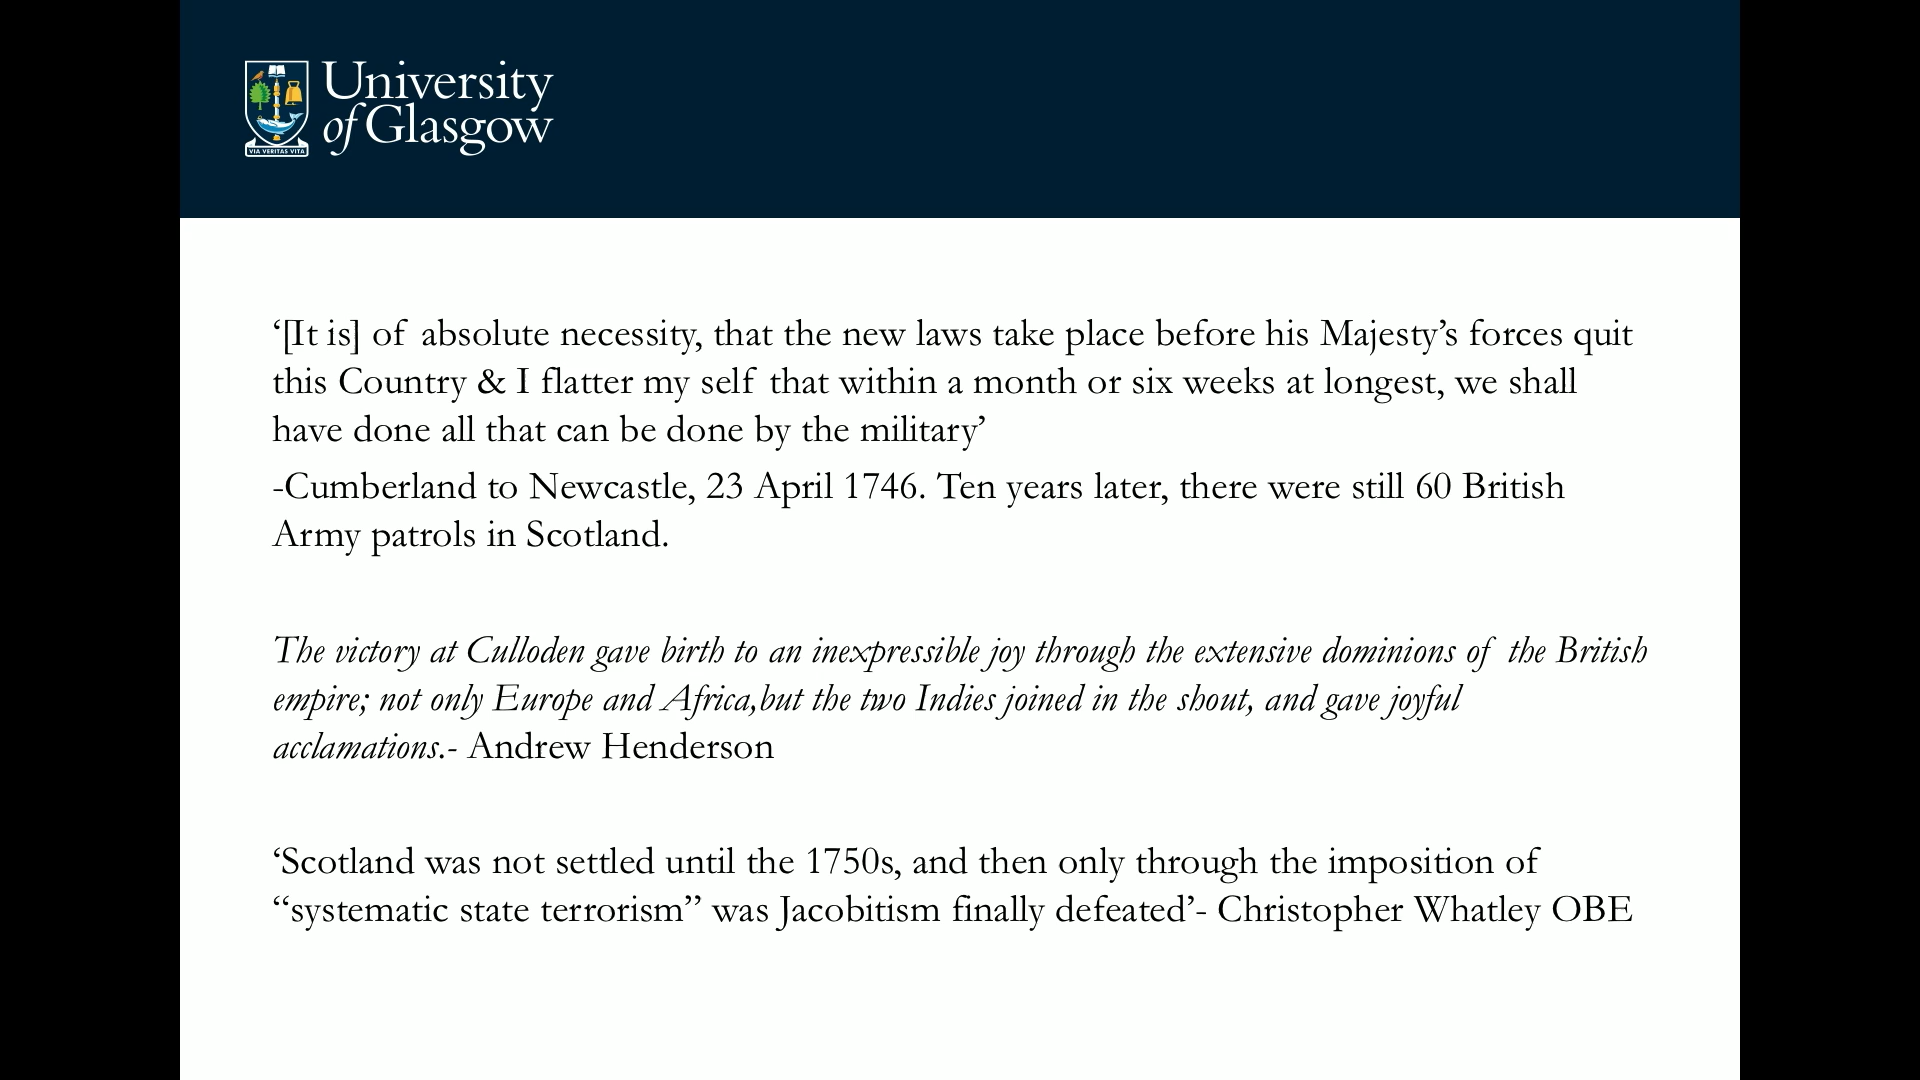 University
of Glasgow
VIA VERITAS VITA
‘[It is] of absolute necessity, that the new laws take place before his Majesty’s forces quit
this Country & I flatter my self that within a month or six weeks at longest, we shall
have done all that can be done by the military’
-Cumberland to Newcastle, 23 April 1746. Ten years later, there were still 60 British
Army patrols in Scotland.
The victory at Culloden gave birth to an inexpressible joy through the extensive dominions of the British
empire; not only Europe and Africa,but the two Indies joined in the shout, and gave joyful
acclamations.- Andrew Henderson
‘Scotland was not settled until the 1750s, and then only through the imposition of
“systematic state terrorism” was Jacobitism finally defeated’- Christopher Whatley OBE